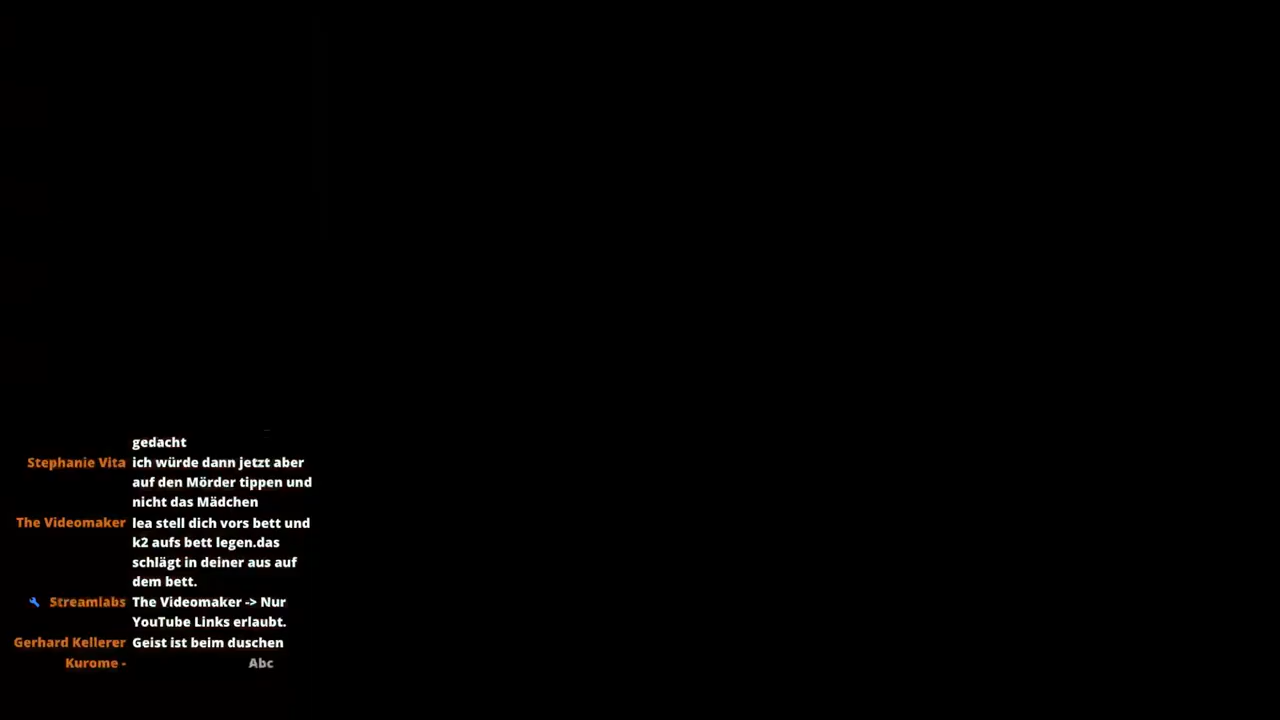 gedacht
Stephanie Vita ich würde dann jetzt aber
auf den Mörder tippen und
nicht das Mädchen
The Videomaker lea stell dich vors bett und
k2 aufs bett legen.das
schlägt in deiner aus auf
dem bett.
Streamlabs The Videomaker -> Nur
YouTube Links erlaubt.
Gerhard Kellerer Geist ist beim duschen
Kurome - Abc